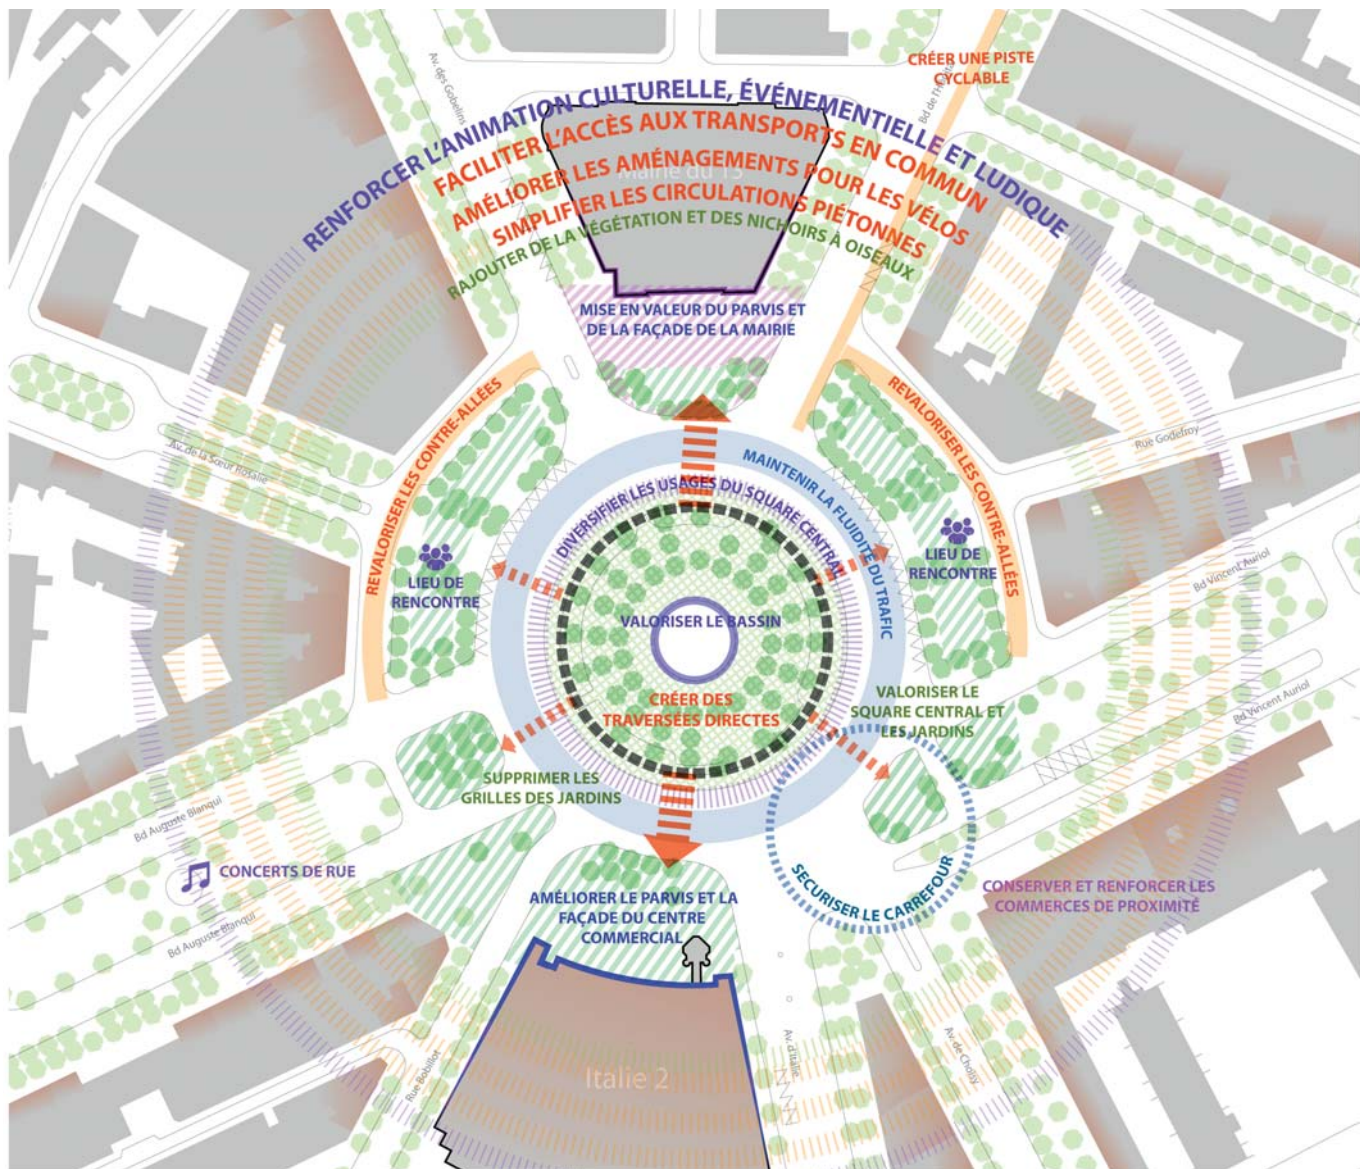 CRÉER UNE PISTE
CYCLABLE
Av. des Gobelins
Bd de l'Hôpital
RENFORCER L'ANIMATION CULTURELLE, ÉVÉNEMENTIELLE ET LUDIQUE
FACILITER L'ACCÈS AUX TRANSPORTS EN COMMUN
AMÉLIORER LES AMÉNAGEMENTS POUR LES VÉLOS
Mairie du 13
SIMPLIFIER LES CIRCULATIONS PIÉTONNES
RAJOUTER DE LA VÉGÉTATION ET DES NICHOIRS À OISEAUX
MISE EN VALEUR DU PARVIS ET
DE LA FAÇADE DE LA MAIRIE
REVALORISER LES CONTRE-ALLÉES
REVALORISER LES CONTRE-ALLÉES
Av. de la Sœur Rosalie
Rue Godefroy
MAINTENIR LA FLUIDITÉ DU TRAFIC
DIVERSIFIER LES USAGES DU SQUARE CENTRAL
LIEU DE
RENCONTRE
LIEU DE
RENCONTRE
Bd Vincent Auriol
VALORISER LE BASSIN
CRÉER DES
TRAVERSÉES DIRECTES
VALORISER LE
SQUARE CENTRAL ET
LES JARDINS
Bd Vincent Auriol
SUPPRIMER LES
GRILLES DES JARDINS
Bd Auguste Blanqui
CONCERTS DE RUE
SÉCURISER LE CARREFOUR
CONSERVER ET RENFORCER LES
COMMERCES DE PROXIMITÉ
AMÉLIORER LE PARVIS ET LA
FAÇADE DU CENTRE
COMMERCIAL
Bd Auguste Blanqui
Rue Bobillot
Av. d'Italie
Av. de Choisy
Italie 2